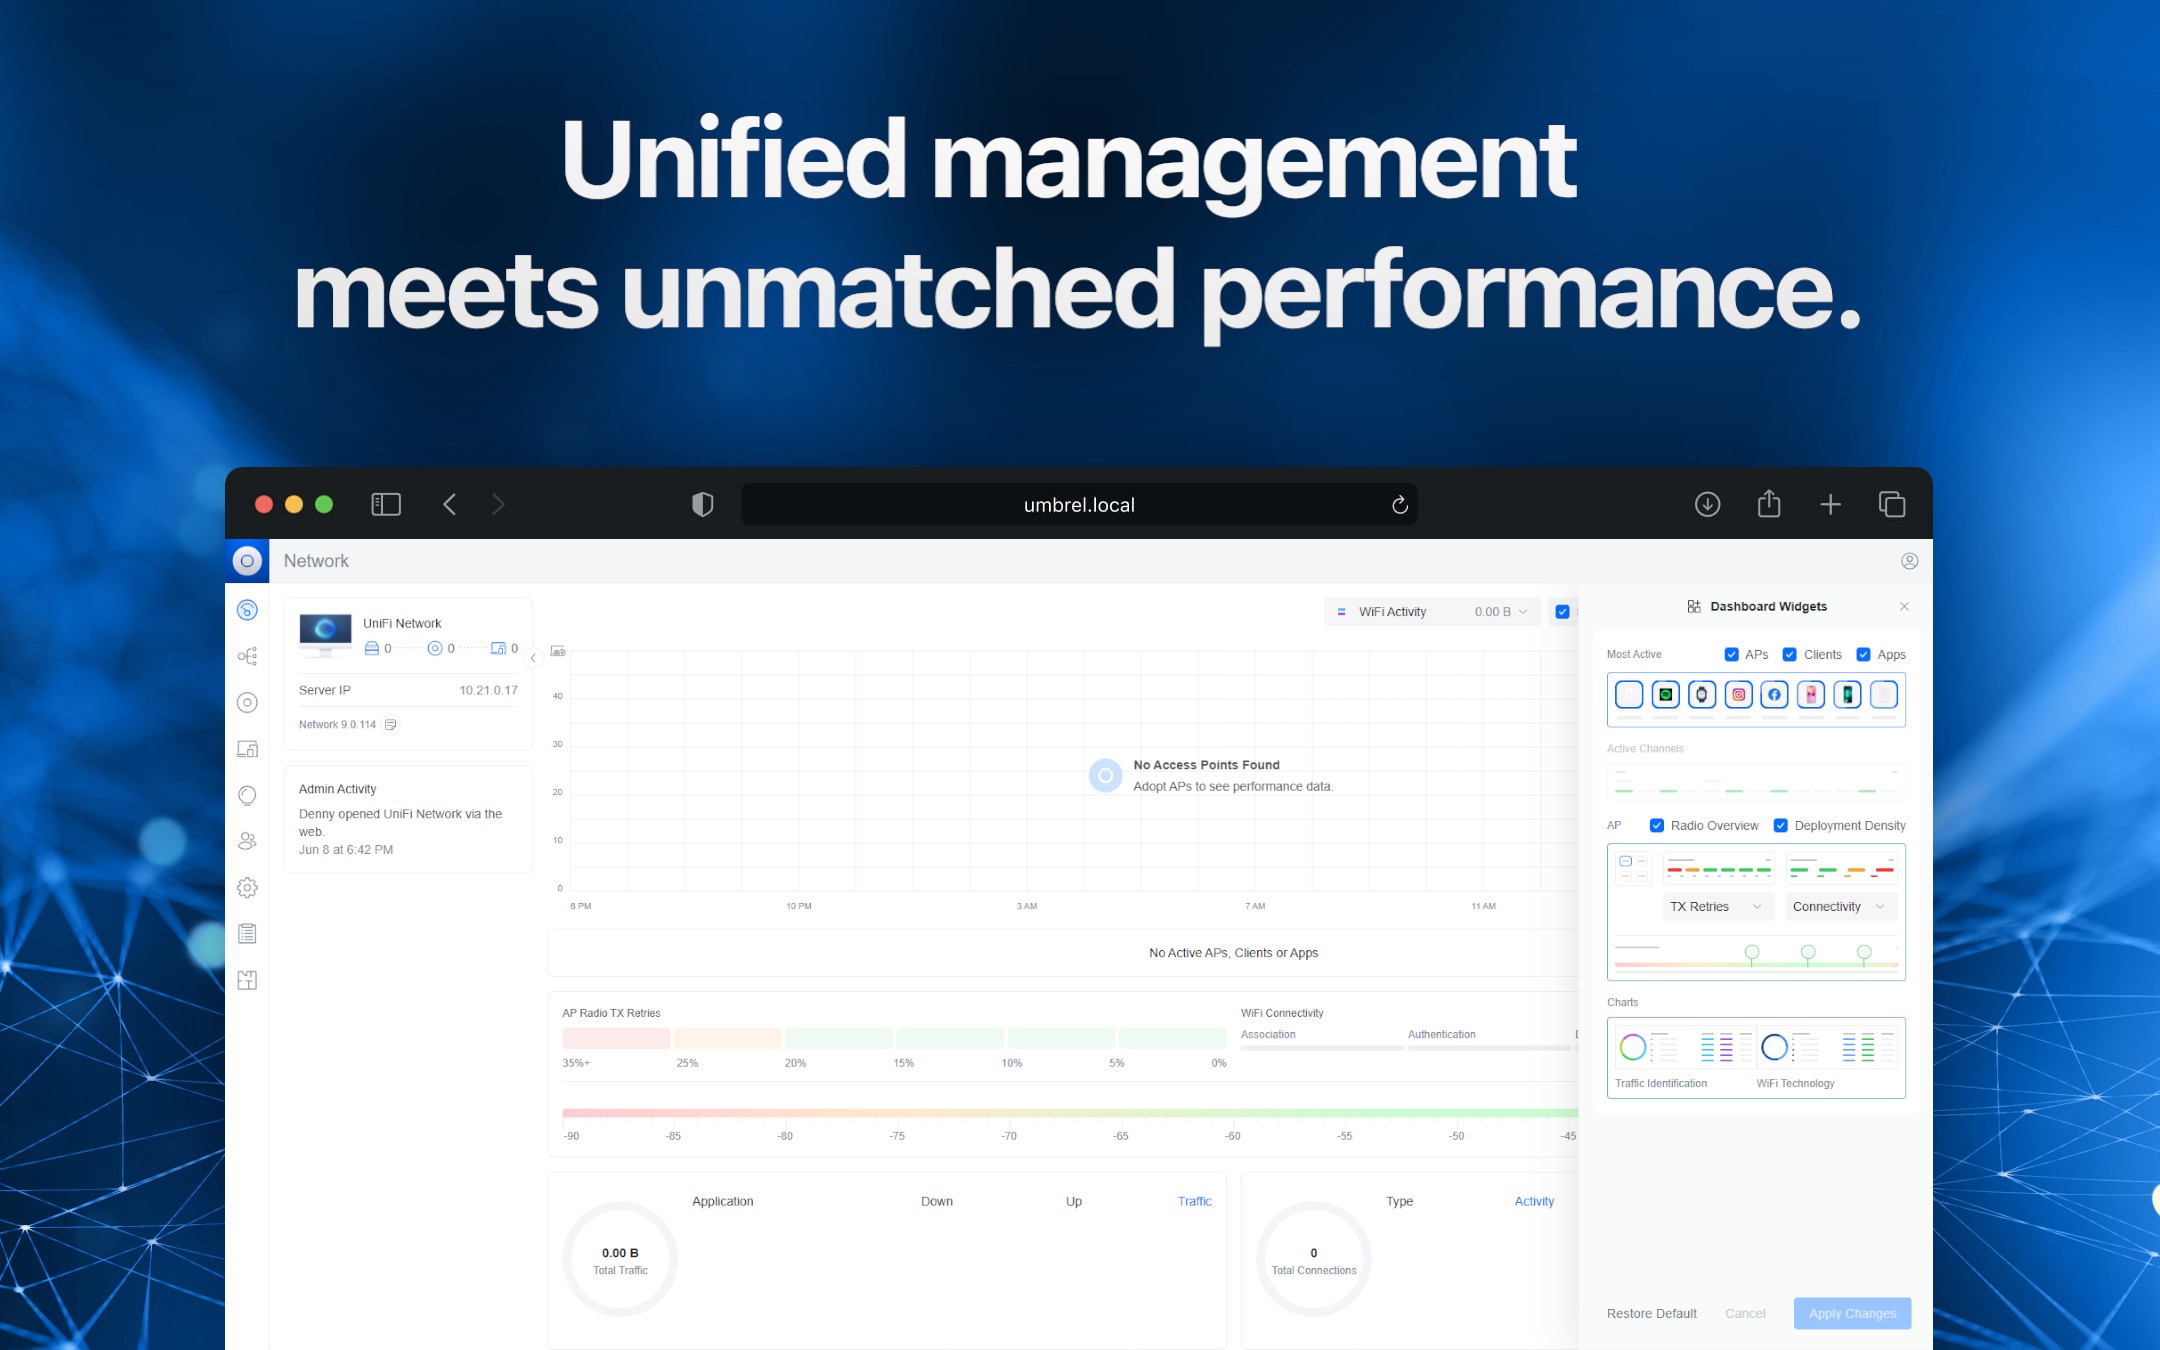 Unified management
meets unmatched performance.
umbrel.local
Network
UniFi Network
0 0 0
Server IP 10.21.0.17
Network 9.0.114
Admin Activity
Denny opened UniFi Network via the
web.
Jun 8 at 6:42 PM
WiFi Activity 0.00 B
40
30
20
10
0
6 PM 10 PM 3 AM 7 AM 11 AM
No Access Points Found
Adopt APs to see performance data.
No Active APs, Clients or Apps
AP Radio TX Retries
35%+ 25% 20% 15% 10% 5% 0%
WiFi Connectivity
Association Authentication
-90 -85 -80 -75 -70 -65 -60 -55 -50 -45
Application Down Up Traffic
0.00 B
Total Traffic
Type Activity
0
Total Connections
Dashboard Widgets
Most Active APs Clients Apps
Active Channels
AP Radio Overview Deployment Density
TX Retries Connectivity
Charts
Traffic Identification WiFi Technology
Restore Default Cancel Apply Changes